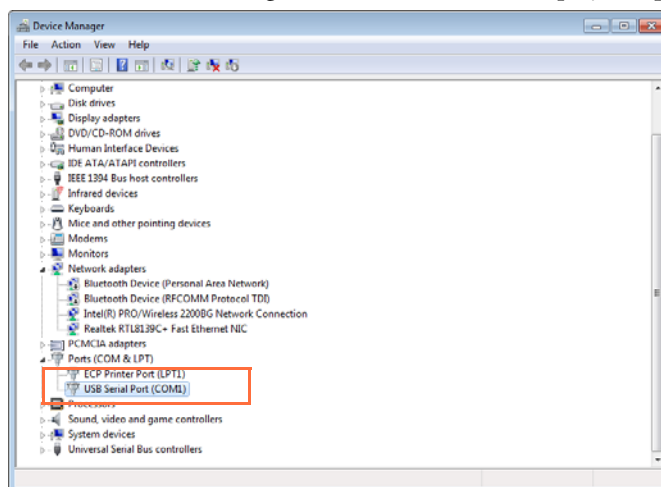 Device Manager
File Action View Help
Computer
Disk drives
Display adapters
DVD/CD-ROM drives
Human Interface Devices
IDE ATA/ATAPI controllers
IEEE 1394 Bus host controllers
Infrared devices
Keyboards
Mice and other pointing devices
Modems
Monitors
Network adapters
Bluetooth Device (Personal Area Network)
Bluetooth Device (RFCOMM Protocol TDI)
Intel(R) PRO/Wireless 2200BG Network Connection
Realtek RTL8139C+ Fast Ethernet NIC
PCMCIA adapters
Ports (COM & LPT)
ECP Printer Port (LPT1)
USB Serial Port (COM1)
Processors
Sound, video and game controllers
System devices
Universal Serial Bus controllers